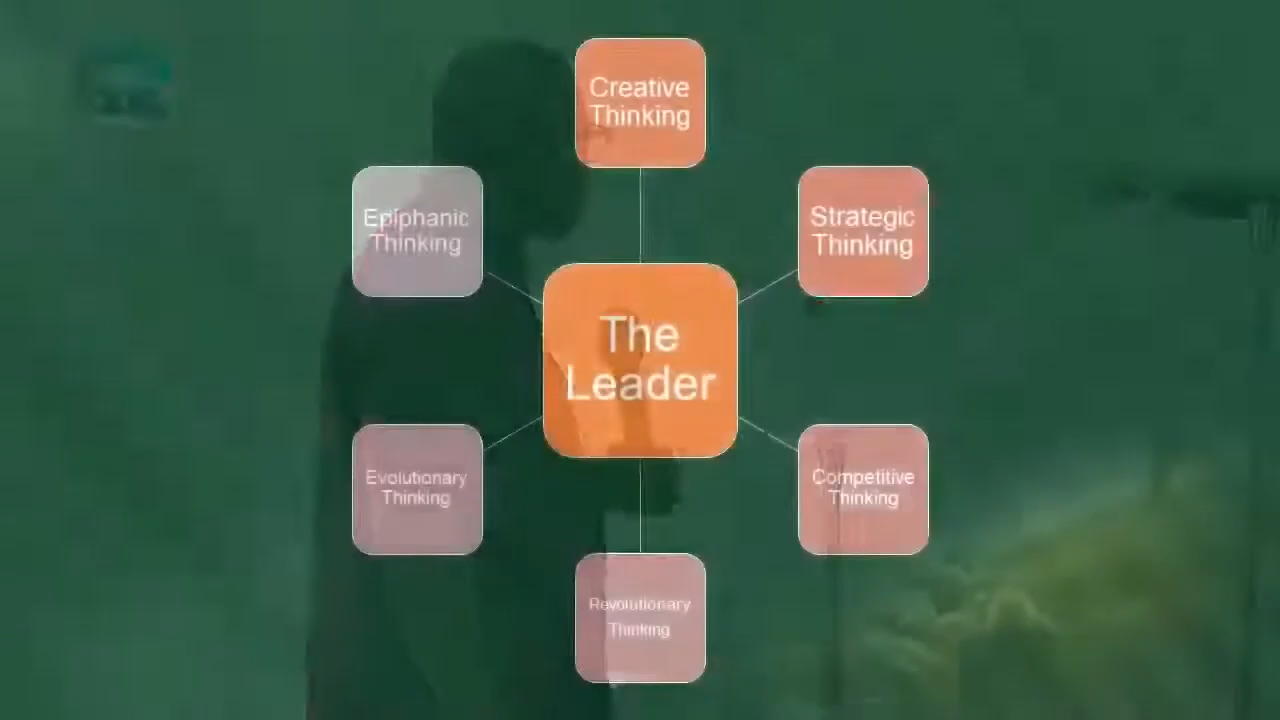 Creative
Thinking
Epiphanic
Thinking
Strategic
Thinking
The
Leader
Evolutionary
Thinking
Competitive
Thinking
Revolutionary
Thinking